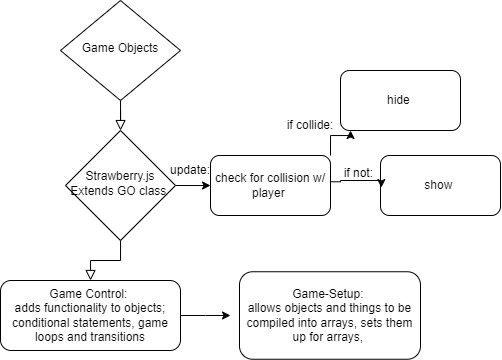 Game Objects
hide
if collide:
Strawberry.js
Extends GO class
update:
check for collision w/
player
if not:
show
Game Control:
adds functionality to objects;
conditional statements, game
loops and transitions
Game-Setup:
allows objects and things to be
compiled into arrays, sets them
up for arrays,